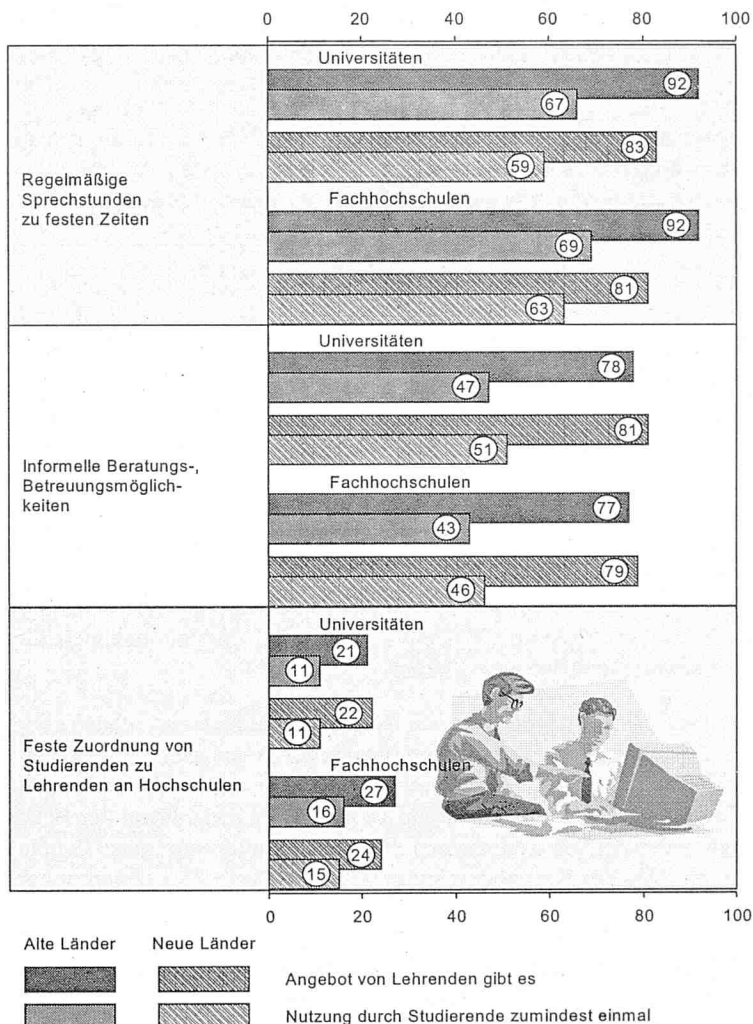 0 20 40 60 80 100
Universitäten
92
67
83
59
Regelmäßige
Sprechstunden
zu festen Zeiten
Fachhochschulen
92
69
81
63
Universitäten
78
47
81
51
Informelle Beratungs-,
Betreuungsmöglich-
keiten
Fachhochschulen
77
43
79
46
Universitäten
21
11
22
11
Feste Zuordnung von
Studierenden zu
Lehrenden an Hochschulen
Fachhochschulen
27
16
24
15
0 20 40 60 80 100
Alte Länder Neue Länder
Angebot von Lehrenden gibt es
Nutzung durch Studierende zumindest einmal